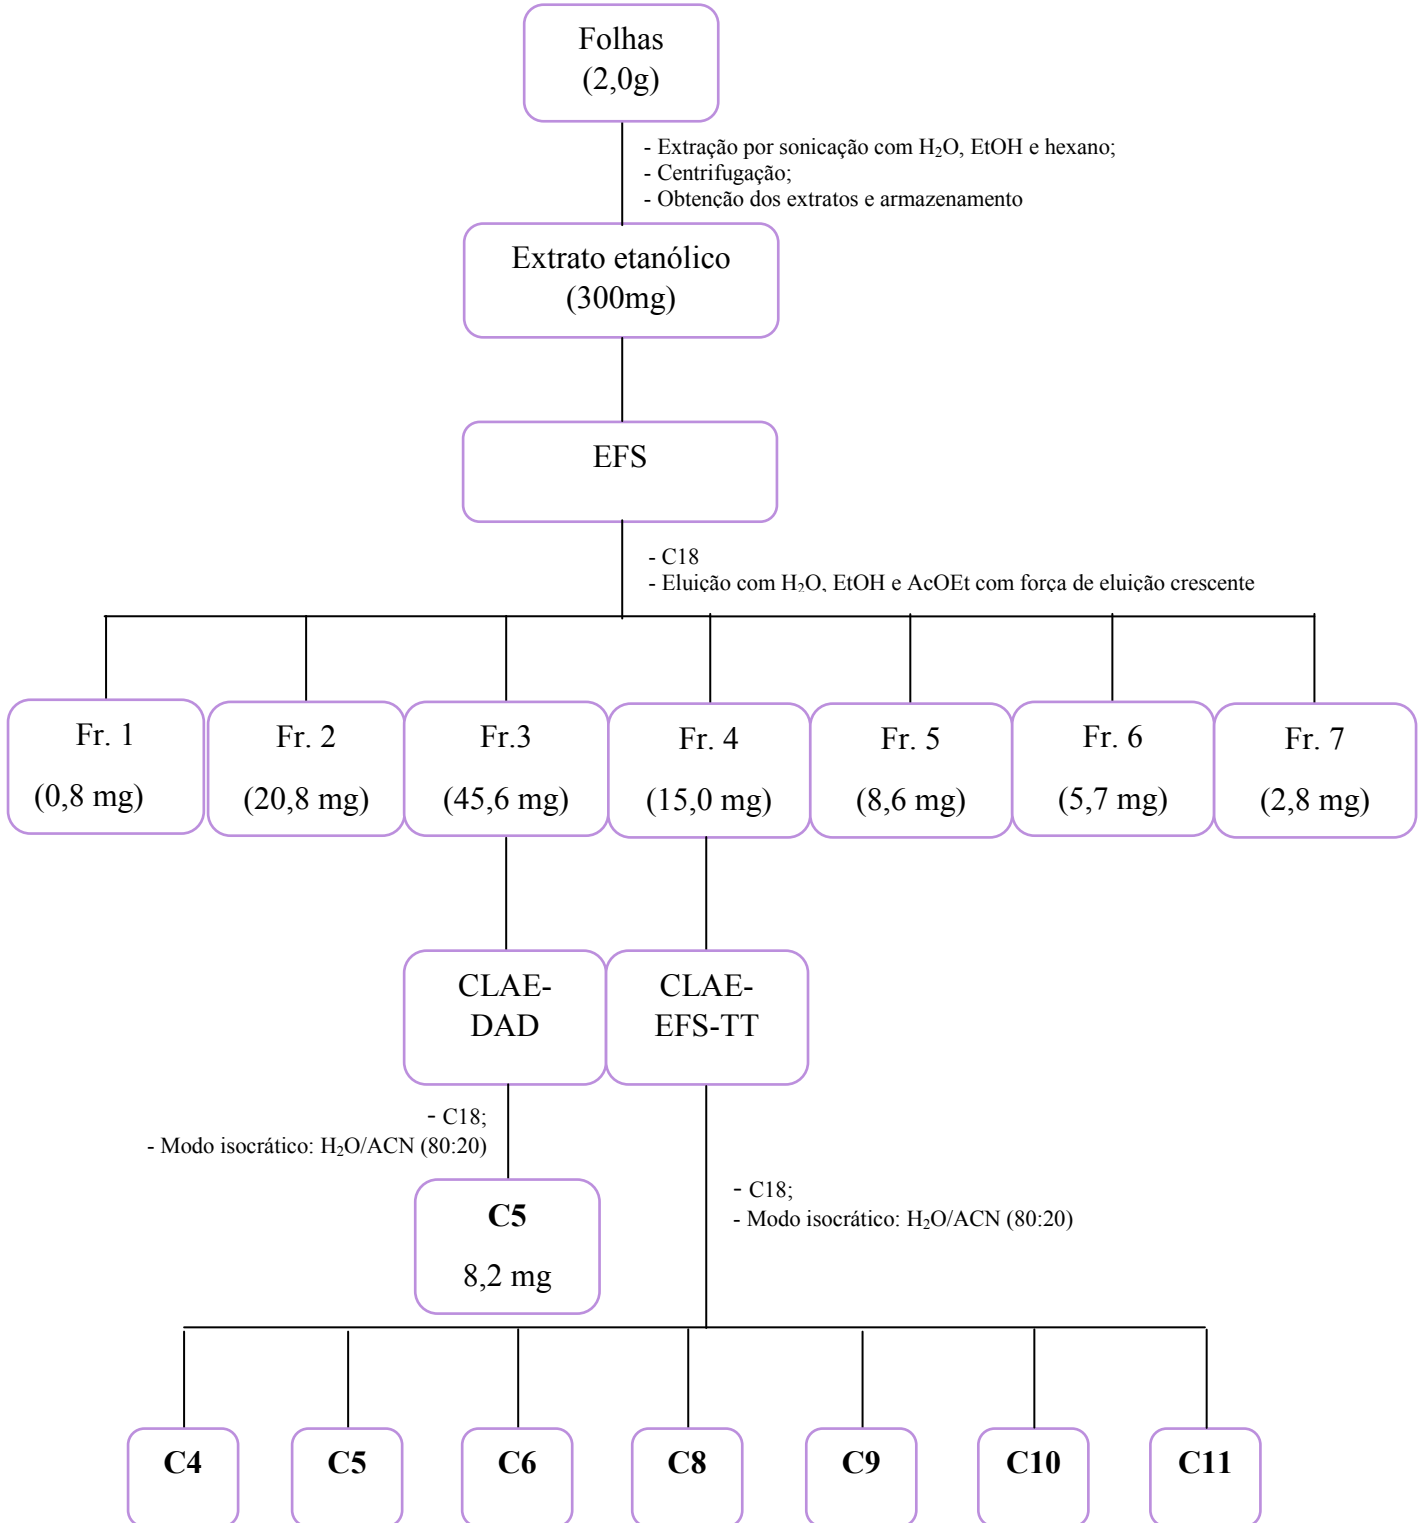 Folhas
(2,0g)
- Extração por sonicação com H₂O, EtOH e hexano;
- Centrifugação;
- Obtenção dos extratos e armazenamento
Extrato etanólico
(300mg)
EFS
- C18
- Eluição com H₂O, EtOH e AcOEt com força de eluição crescente
Fr. 1
(0,8 mg)
Fr. 2
(20,8 mg)
Fr.3
(45,6 mg)
Fr. 4
(15,0 mg)
Fr. 5
(8,6 mg)
Fr. 6
(5,7 mg)
Fr. 7
(2,8 mg)
CLAE-
DAD
CLAE-
EFS-TT
- C18;
- Modo isocrático: H₂O/ACN (80:20)
C5
8,2 mg
- C18;
- Modo isocrático: H₂O/ACN (80:20)
C4
C5
C6
C8
C9
C10
C11